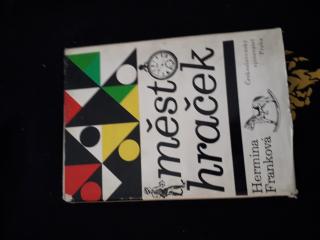 město
hraček
Československý
spisovatel
Praha
Hermína
Franková